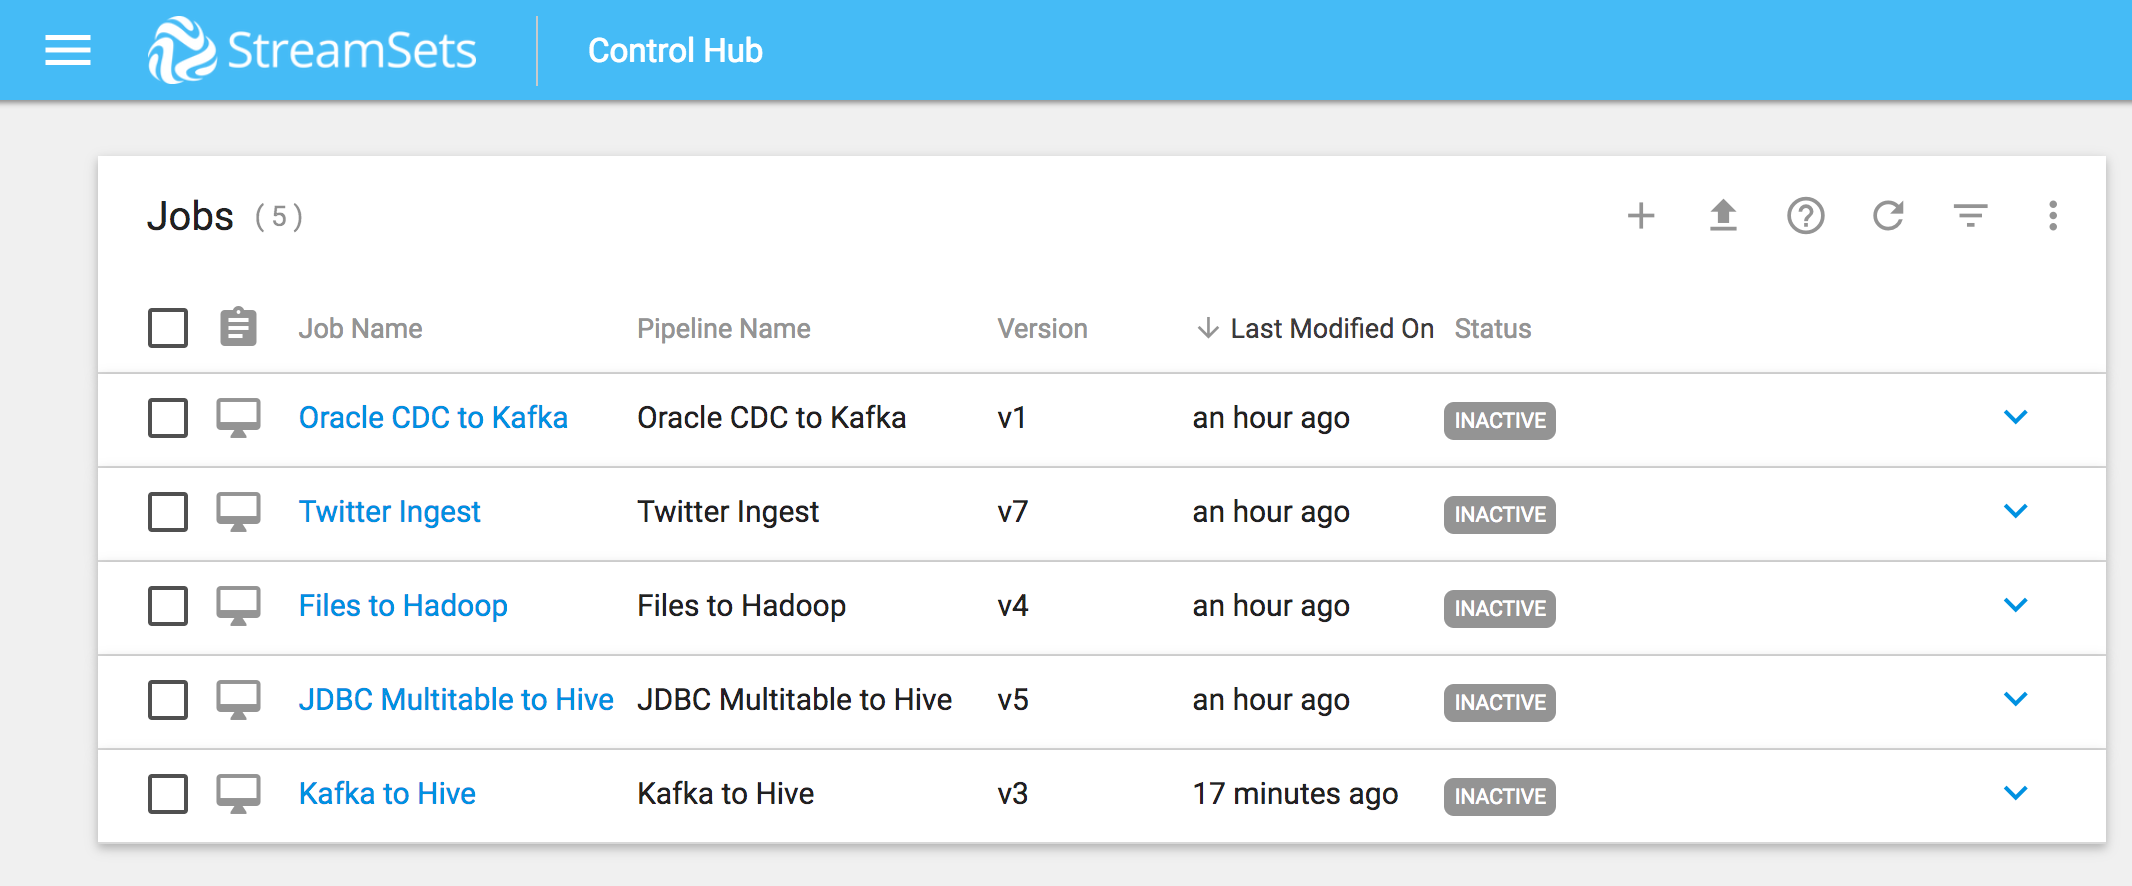 StreamSets Control Hub
Jobs (5)
Job Name Pipeline Name Version Last Modified On Status
Oracle CDC to Kafka Oracle CDC to Kafka v1 an hour ago INACTIVE
Twitter Ingest Twitter Ingest v7 an hour ago INACTIVE
Files to Hadoop Files to Hadoop v4 an hour ago INACTIVE
JDBC Multitable to Hive JDBC Multitable to Hive v5 an hour ago INACTIVE
Kafka to Hive Kafka to Hive v3 17 minutes ago INACTIVE